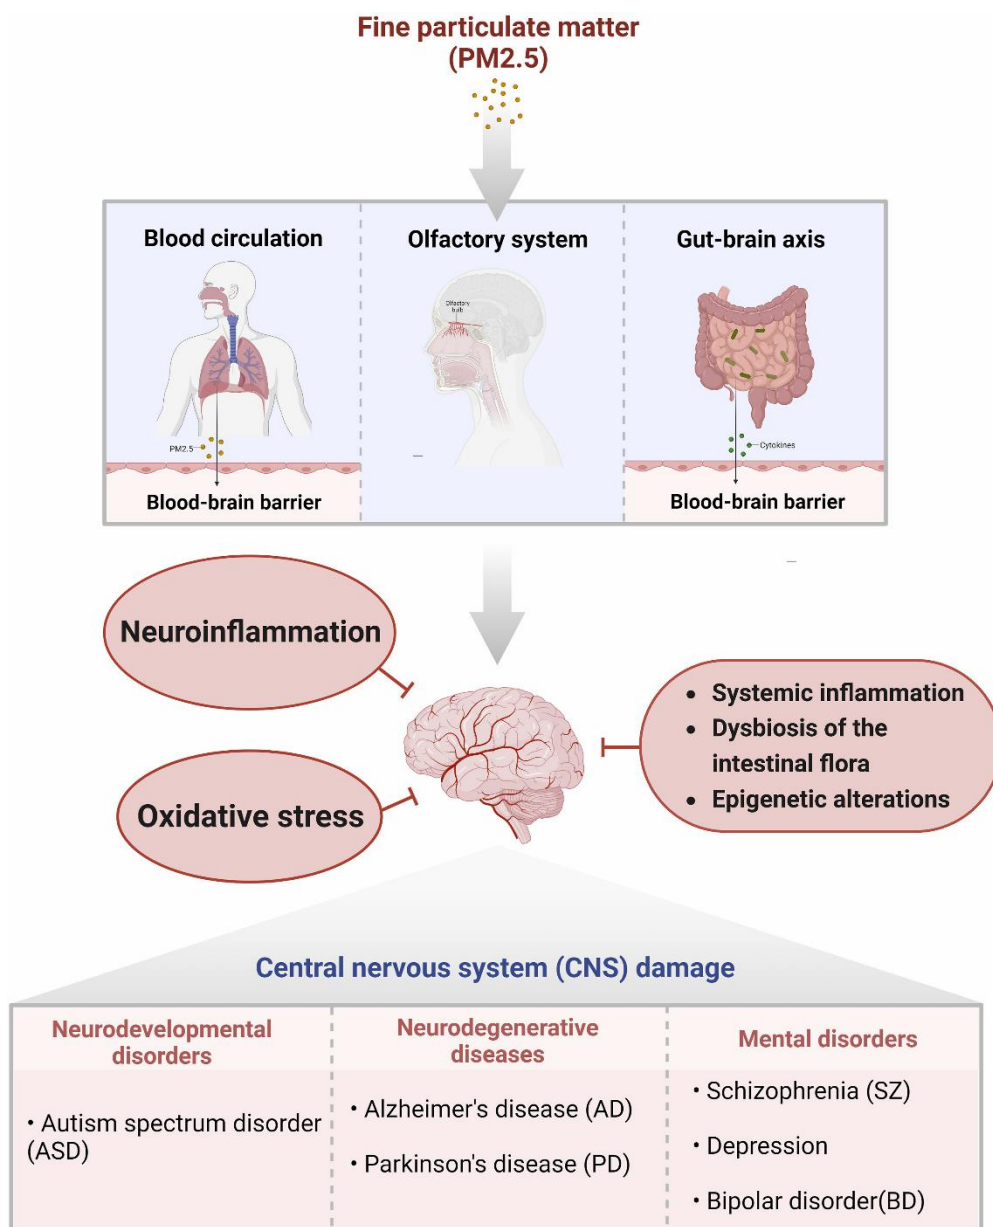 Fine particulate matter
(PM2.5)
Blood circulation
Olfactory system
Gut-brain axis
Olfactory
bulb
PM2.5
Cytokines
Blood-brain barrier
Blood-brain barrier
Neuroinflammation
Oxidative stress
• Systemic inflammation
• Dysbiosis of the
intestinal flora
• Epigenetic alterations
Central nervous system (CNS) damage
Neurodevelopmental
disorders
• Autism spectrum disorder
(ASD)
Neurodegenerative
diseases
• Alzheimer's disease (AD)
• Parkinson's disease (PD)
Mental disorders
• Schizophrenia (SZ)
• Depression
• Bipolar disorder(BD)